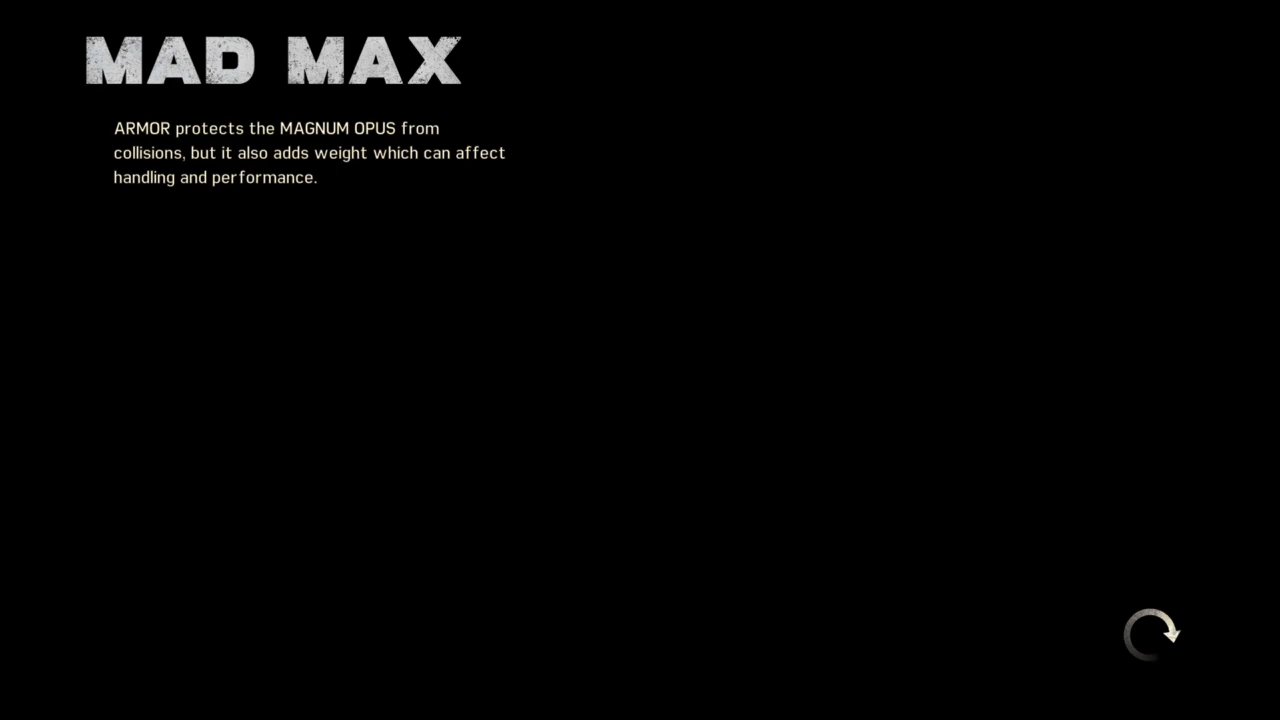 MAD MAX
ARMOR protects the MAGNUM OPUS from
collisions, but it also adds weight which can affect
handling and performance.